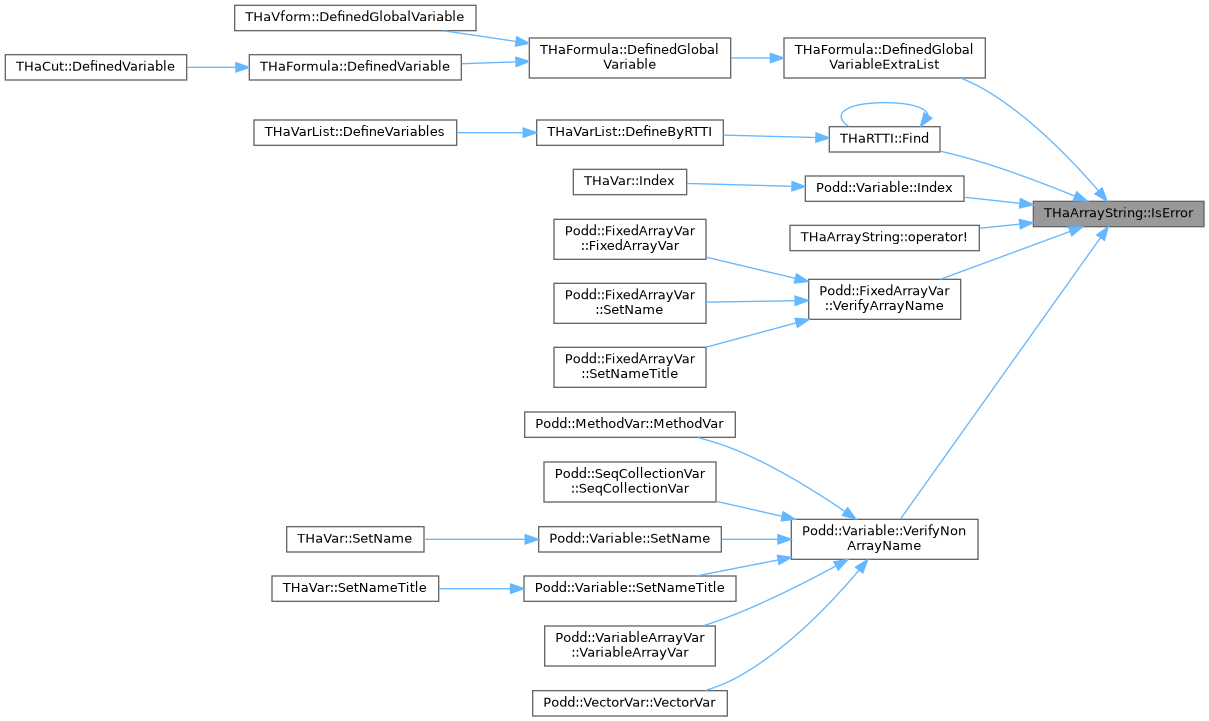 THaVform::DefinedGlobalVariable
THaFormula::DefinedGlobal
Variable
THaFormula::DefinedGlobal
VariableExtraList
THaCut::DefinedVariable
THaFormula::DefinedVariable
THaVarList::DefineVariables
THaVarList::DefineByRTTI
THaRTTI::Find
THaVar::Index
Podd::Variable::Index
THaArrayString::IsError
THaArrayString::operator!
Podd::FixedArrayVar
::FixedArrayVar
Podd::FixedArrayVar
::SetName
Podd::FixedArrayVar
::VerifyArrayName
Podd::FixedArrayVar
::SetNameTitle
Podd::MethodVar::MethodVar
Podd::SeqCollectionVar
::SeqCollectionVar
THaVar::SetName
Podd::Variable::SetName
Podd::Variable::VerifyNon
ArrayName
THaVar::SetNameTitle
Podd::Variable::SetNameTitle
Podd::VariableArrayVar
::VariableArrayVar
Podd::VectorVar::VectorVar